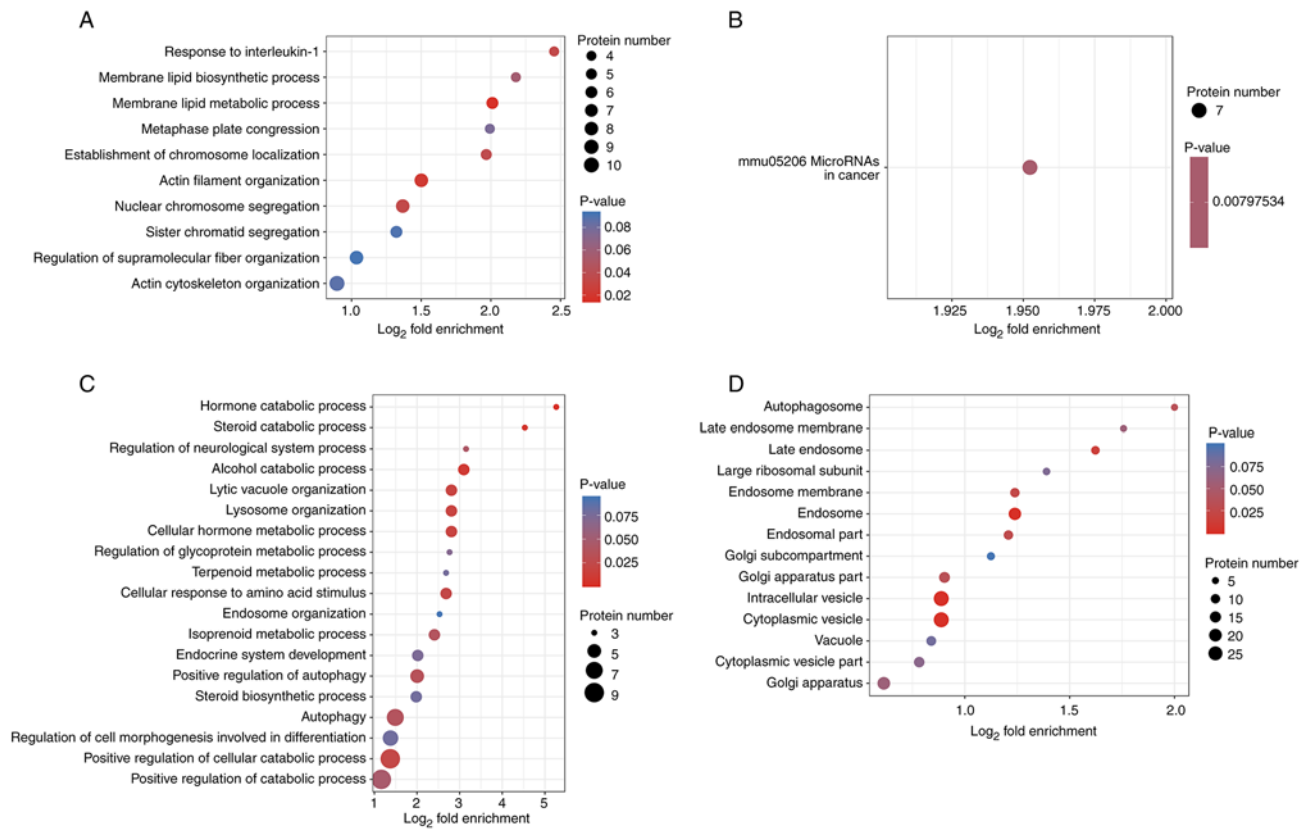 A
Response to interleukin-1
Membrane lipid biosynthetic process
Membrane lipid metabolic process
Metaphase plate congression
Establishment of chromosome localization
Actin filament organization
Nuclear chromosome segregation
Sister chromatid segregation
Regulation of supramolecular fiber organization
Actin cytoskeleton organization
1.0 1.5 2.0 2.5
Log2 fold enrichment
Protein number
4
5
6
7
8
9
10
P-value
0.08
0.06
0.04
0.02
B
mmu05206 MicroRNAs
in cancer
1.925 1.950 1.975 2.000
Log2 fold enrichment
Protein number
7
P-value
0.00797534
C
Hormone catabolic process
Steroid catabolic process
Regulation of neurological system process
Alcohol catabolic process
Lytic vacuole organization
Lysosome organization
Cellular hormone metabolic process
Regulation of glycoprotein metabolic process
Terpenoid metabolic process
Cellular response to amino acid stimulus
Endosome organization
Isoprenoid metabolic process
Endocrine system development
Positive regulation of autophagy
Steroid biosynthetic process
Autophagy
Regulation of cell morphogenesis involved in differentiation
Positive regulation of cellular catabolic process
Positive regulation of catabolic process
1 2 3 4 5
Log2 fold enrichment
P-value
0.075
0.050
0.025
Protein number
3
5
7
9
D
Autophagosome
Late endosome membrane
Late endosome
Large ribosomal subunit
Endosome membrane
Endosome
Endosomal part
Golgi subcompartment
Golgi apparatus part
Intracellular vesicle
Cytoplasmic vesicle
Vacuole
Cytoplasmic vesicle part
Golgi apparatus
1.0 1.5 2.0
Log2 fold enrichment
P-value
0.075
0.050
0.025
Protein number
5
10
15
20
25